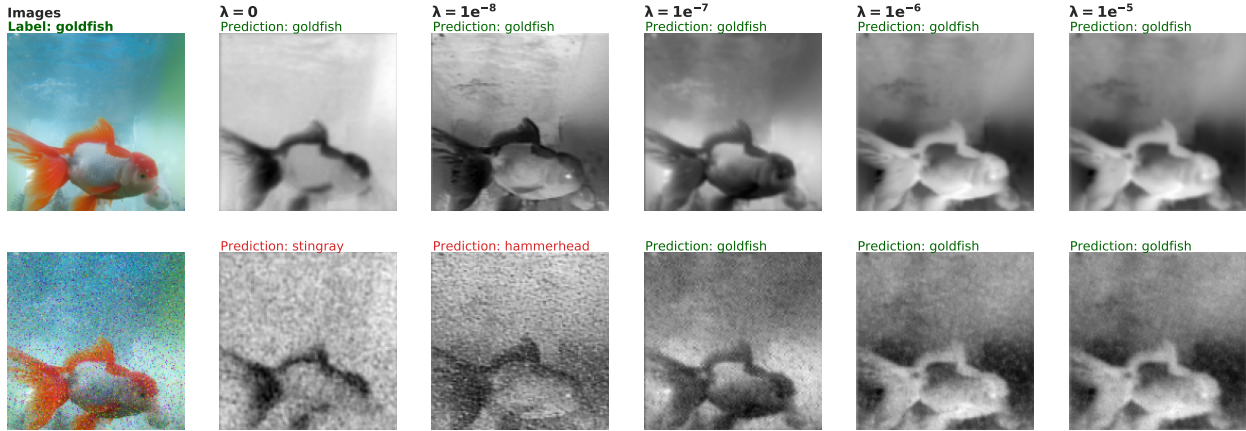 Images
Label: goldfish
λ = 0
Prediction: goldfish
λ = 1e⁻⁸
Prediction: goldfish
λ = 1e⁻⁷
Prediction: goldfish
λ = 1e⁻⁶
Prediction: goldfish
λ = 1e⁻⁵
Prediction: goldfish
Prediction: stingray
Prediction: hammerhead
Prediction: goldfish
Prediction: goldfish
Prediction: goldfish